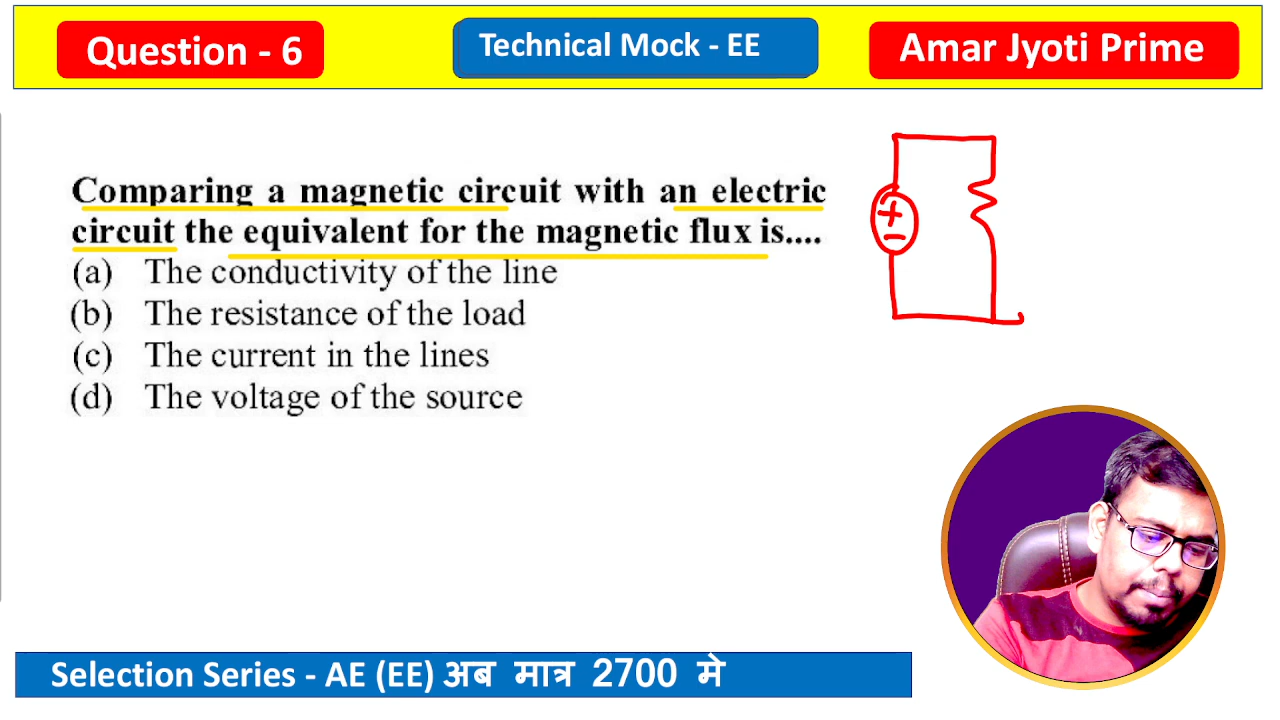 Question - 6
Technical Mock - EE
Amar Jyoti Prime
Comparing a magnetic circuit with an electric
circuit the equivalent for the magnetic flux is....
(a) The conductivity of the line
(b) The resistance of the load
(c) The current in the lines
(d) The voltage of the source
+
−
Selection Series - AE (EE) अब मात्र 2700 मे